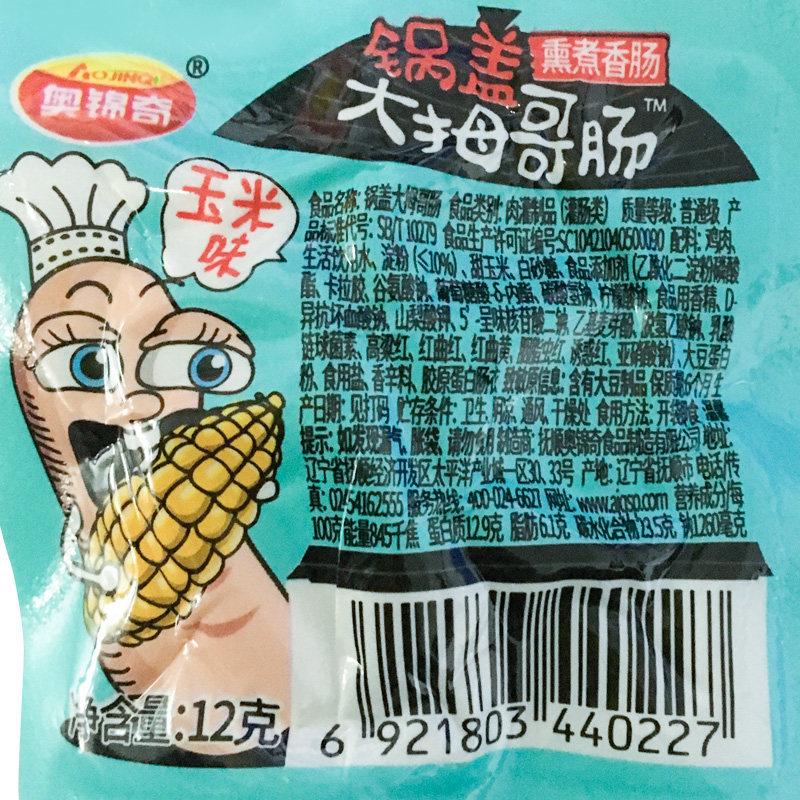 AOJINQI
奥锦奇
®
锅盖
熏煮香肠
大拇哥肠™
玉米
味
食品名称: 锅盖大拇哥肠 食品类别: 肉灌制品(灌肠类) 质量等级: 普通级 产
品标准代号: SB/T 10279 食品生产许可证编号SC10421040500090 配料: 鸡肉,
生活饮用水, 淀粉(≤10%), 甜玉米, 白砂糖, 食品添加剂(乙酰化二淀粉磷酸
酯, 卡拉胶, 谷氨酸钠, 葡萄糖酸-δ-内酯, 柠檬酸钠, 食品用香精, D-
异抗坏血酸钠, 山梨酸钾, 5'-呈味核苷酸二钠, 乙基麦芽酚, 脱氢乙酸钠, 乳酸
链球菌素, 高粱红, 红曲红, 红曲黄, 胭脂虫红, 诱惑红, 亚硝酸钠), 大豆蛋白
粉, 食用盐, 香辛料, 胶原蛋白肠衣 致敏原信息: 含有大豆制品 保质期6个月 生
产日期: 见打码 贮存条件: 卫生, 阴凉, 通风, 干燥处 食用方法: 开袋即食 温馨
提示: 如发现漏气, 胀袋, 请勿食用 制造商: 抚顺奥锦奇食品制造有限公司 地址:
辽宁省抚顺经济开发区太平洋产业园一区30, 33号 产地: 辽宁省抚顺市 电话/传
真: 02454162555 服务热线: 400-024-6627 网址: www.ajqsp.com 营养成分/每
100克 能量845千焦 蛋白质12.9克 脂肪6.1克 碳水化合物23.5克 钠1280毫克
净含量:12克
6 921803 440227